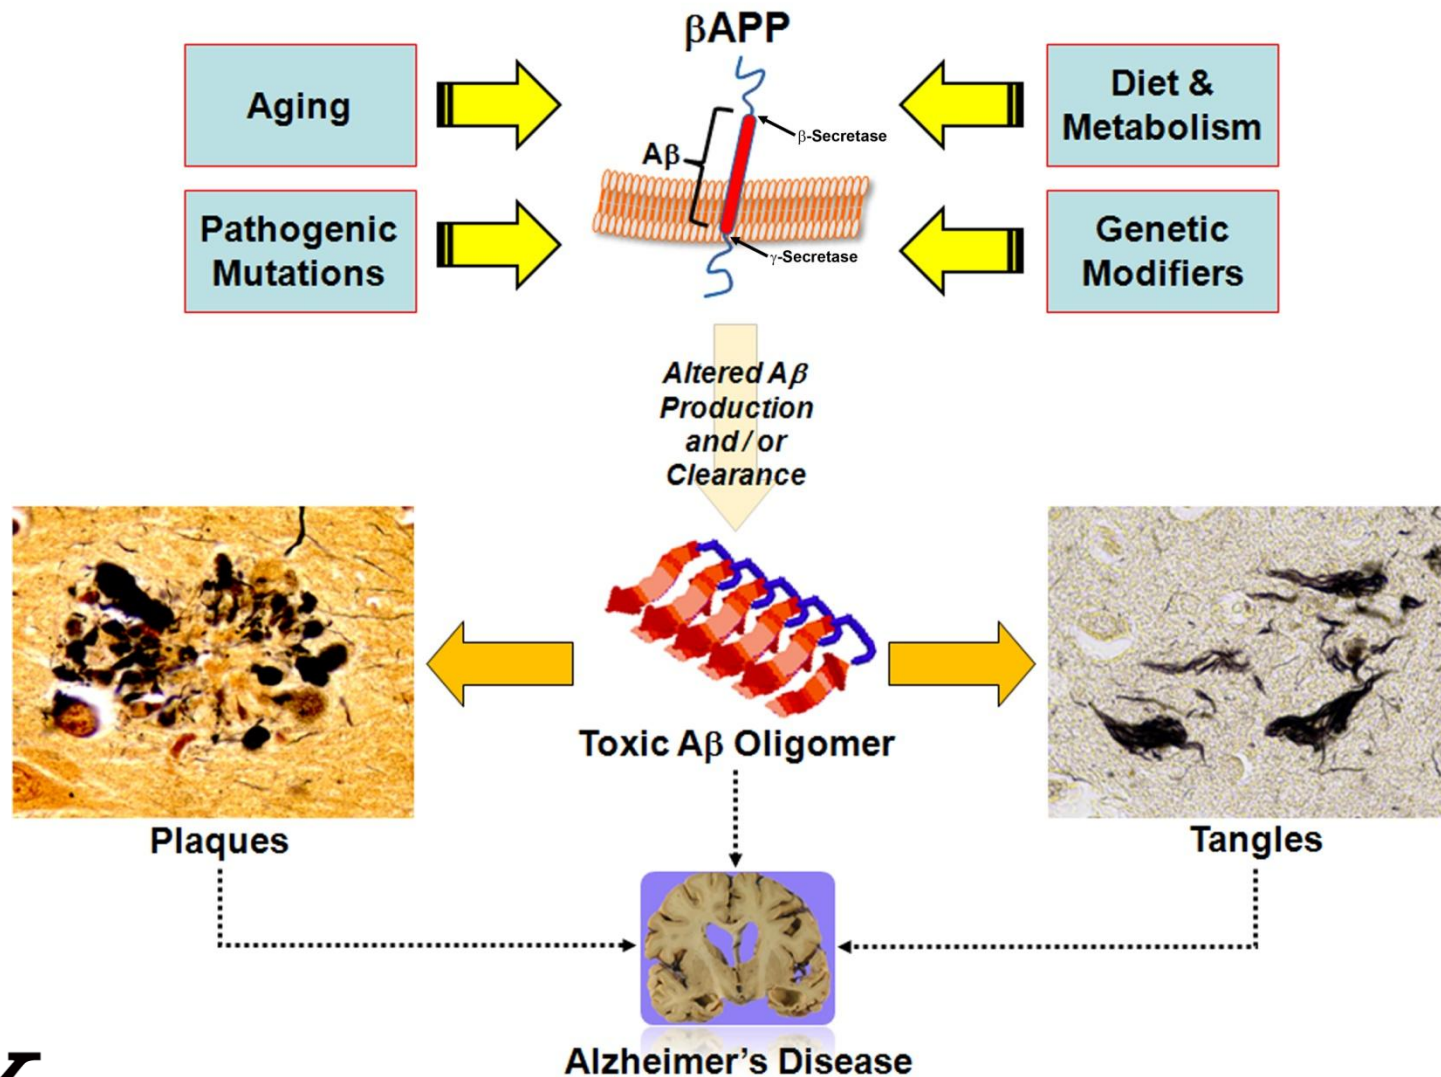 βAPP
Aging
Diet &
Metabolism
β-Secretase
Aβ
Pathogenic
Mutations
Genetic
Modifiers
γ-Secretase
Altered Aβ
Production
and / or
Clearance
Toxic Aβ Oligomer
Plaques
Tangles
Alzheimer's Disease